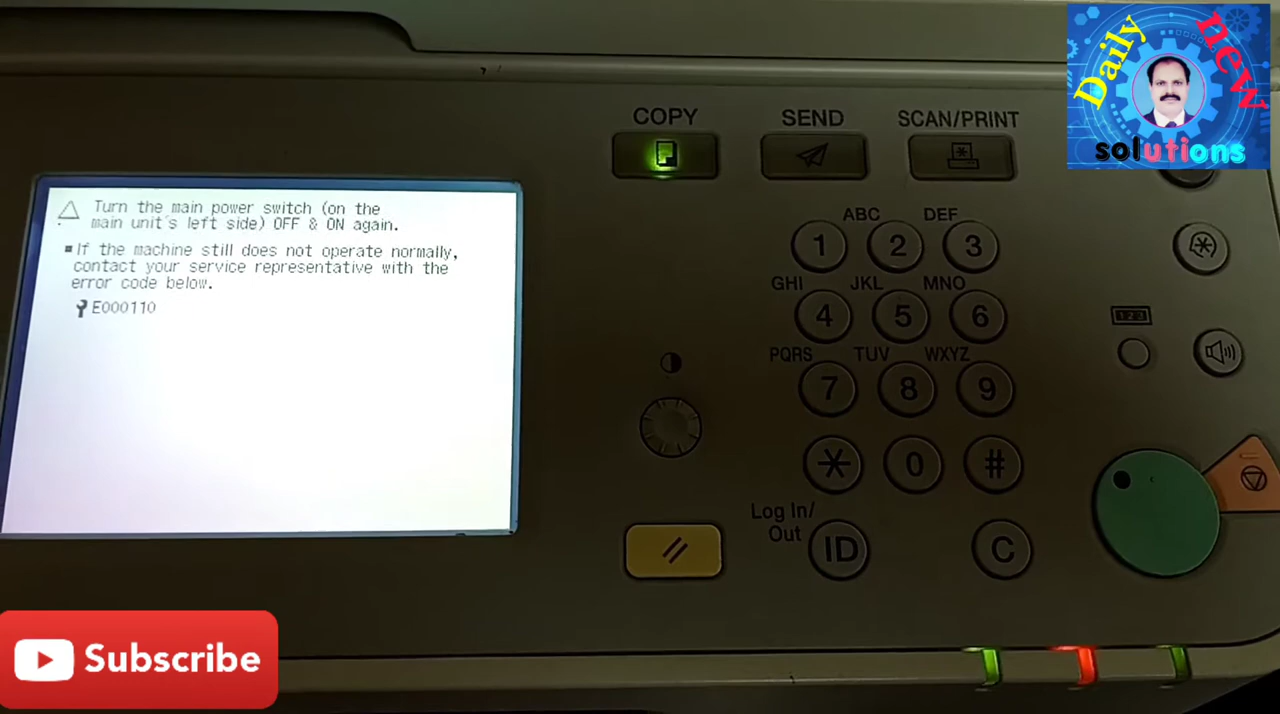 Daily
new
solutions
COPY
SEND
SCAN/PRINT
Turn the main power switch (on the
main unit's left side) OFF & ON again.
■If the machine still does not operate normally,
contact your service representative with the
error code below.
E000110
ABC
DEF
1
2
3
GHI
JKL
MNO
4
5
6
123
PQRS
TUV
WXYZ
7
8
9
*
0
#
Log In/
Out
ID
C
Subscribe